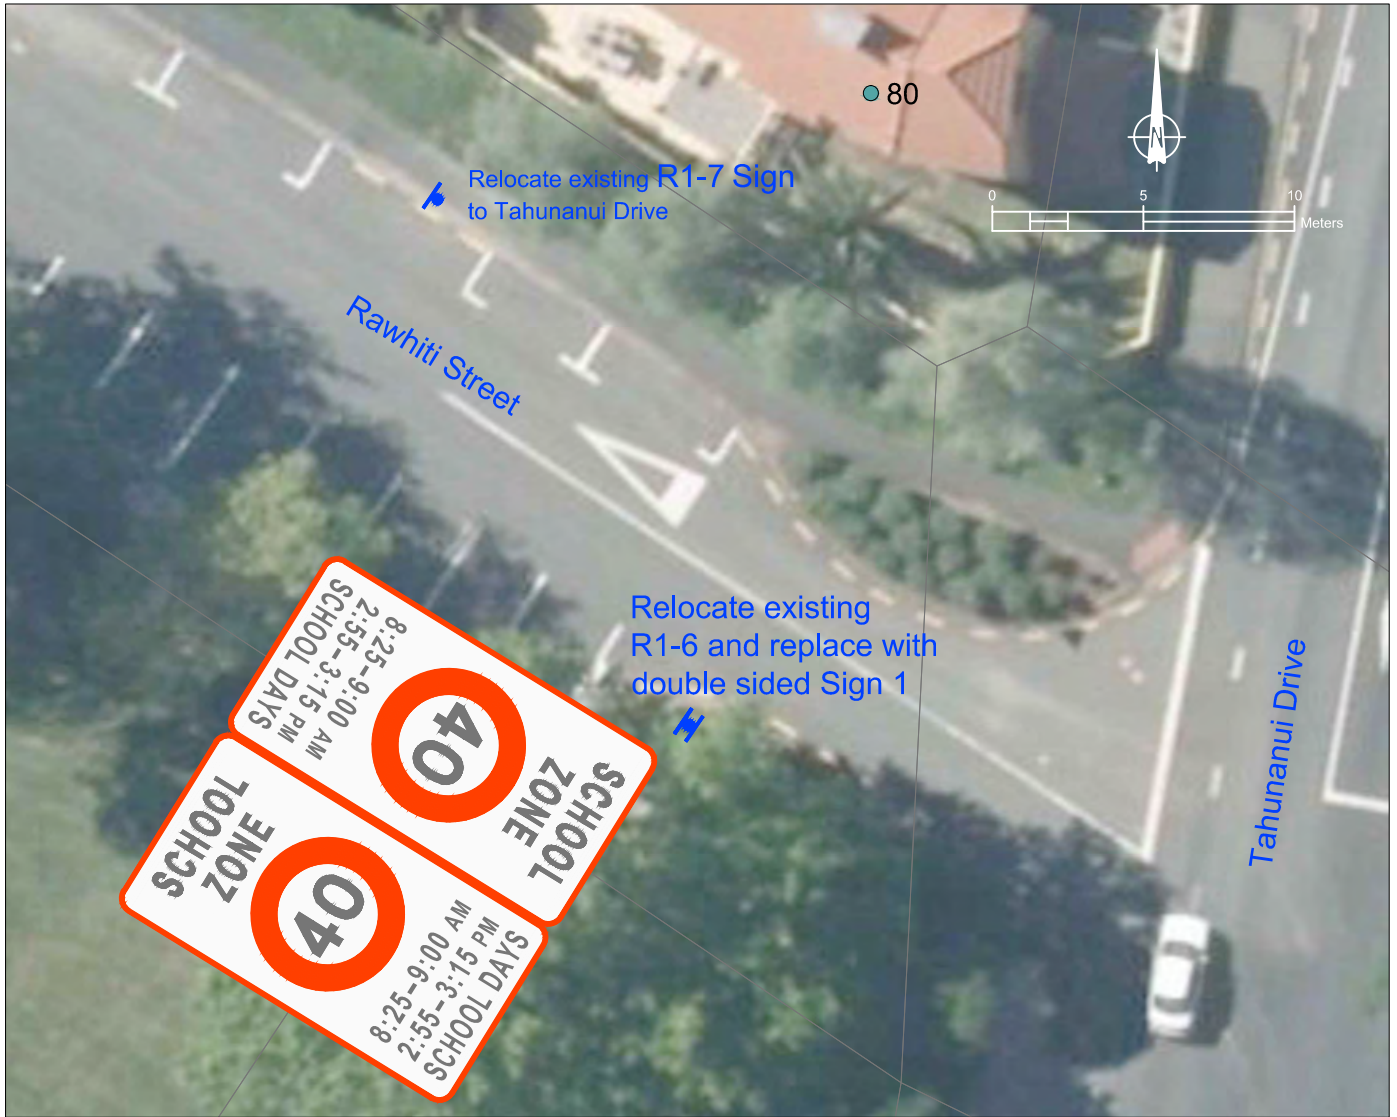 80
N
0 5 10
Meters
Relocate existing R1-7 Sign
to Tahunanui Drive
Rawhiti Street
Relocate existing
R1-6 and replace with
double sided Sign 1
Tahunanui Drive
SCHOOL
ZONE
40
8:25-9:00 AM
2:55-3:15 PM
SCHOOL DAYS
SCHOOL
ZONE
40
8:25-9:00 AM
2:55-3:15 PM
SCHOOL DAYS